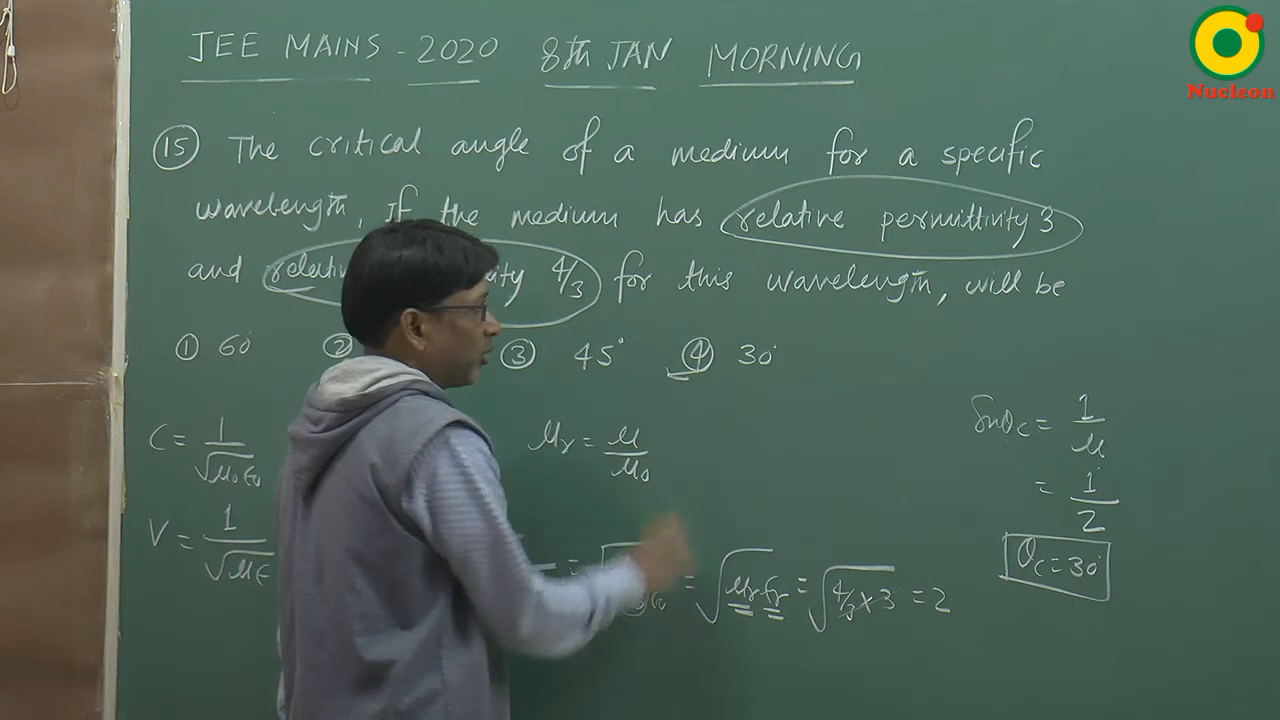 JEE MAINS - 2020 8th JAN MORNING
Nucleon
15 The critical angle of a medium for a specific
wavelength, if the medium has relative permittivity 3
and 4/3 for this wavelength, will be
① 60° ② ③ 45° ④ 30°
C = 1/√μ₀ε₀ μr = μ/μ₀ Sinθc = 1/μ
= 1/2
V = 1/√με = √μrεr = √4/3×3 = 2
θc = 30°